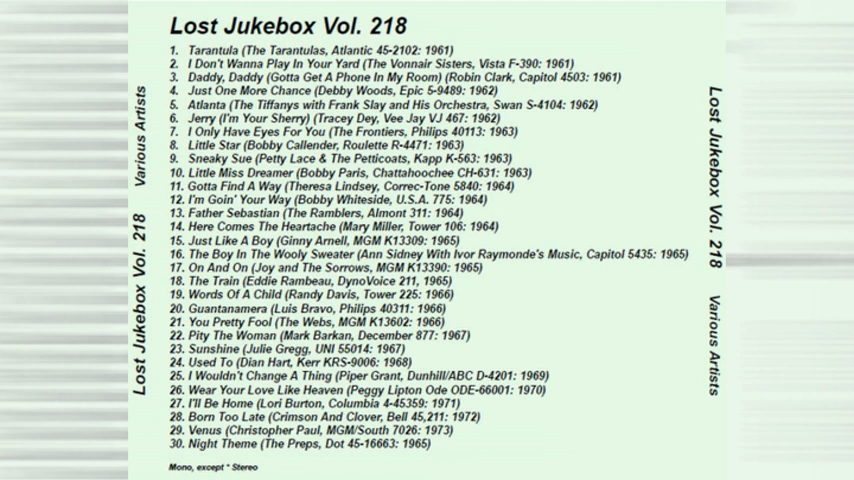 Lost Jukebox Vol. 218
1. Tarantula (The Tarantulas, Atlantic 45-2102: 1961)
2. I Don't Wanna Play In Your Yard (The Vonnair Sisters, Vista F-390: 1961)
3. Daddy, Daddy (Gotta Get A Phone In My Room) (Robin Clark, Capitol 4503: 1961)
4. Just One More Chance (Debby Woods, Epic 5-9489: 1962)
5. Atlanta (The Tiffanys with Frank Slay and His Orchestra, Swan S-4104: 1962)
6. Jerry (I'm Your Sherry) (Tracey Dey, Vee Jay VJ 467: 1962)
7. I Only Have Eyes For You (The Frontiers, Philips 40113: 1963)
8. Little Star (Bobby Callender, Roulette R-4471: 1963)
9. Sneaky Sue (Petty Lace & The Petticoats, Kapp K-563: 1963)
10. Little Miss Dreamer (Bobby Paris, Chattahoochee CH-631: 1963)
11. Gotta Find A Way (Theresa Lindsey, Correc-Tone 5840: 1964)
12. I'm Goin' Your Way (Bobby Whiteside, U.S.A. 775: 1964)
13. Father Sebastian (The Ramblers, Almont 311: 1964)
14. Here Comes The Heartache (Mary Miller, Tower 106: 1964)
15. Just Like A Boy (Ginny Arnell, MGM K13309: 1965)
16. The Boy In The Wooly Sweater (Ann Sidney With Ivor Raymonde's Music, Capitol 5435: 1965)
17. On And On (Joy and The Sorrows, MGM K13390: 1965)
18. The Train (Eddie Rambeau, DynoVoice 211, 1965)
19. Words Of A Child (Randy Davis, Tower 225: 1966)
20. Guantanamera (Luis Bravo, Philips 40311: 1966)
21. You Pretty Fool (The Webs, MGM K13602: 1966)
22. Pity The Woman (Mark Barkan, December 877: 1967)
23. Sunshine (Julie Gregg, UNI 55014: 1967)
24. Used To (Dian Hart, Kerr KRS-9006: 1968)
25. I Wouldn't Change A Thing (Piper Grant, Dunhill/ABC D-4201: 1969)
26. Wear Your Love Like Heaven (Peggy Lipton Ode ODE-66001: 1970)
27. I'll Be Home (Lori Burton, Columbia 4-45359: 1971)
28. Born Too Late (Crimson And Clover, Bell 45,211: 1972)
29. Venus (Christopher Paul, MGM/South 7026: 1973)
30. Night Theme (The Preps, Dot 45-16663: 1965)
Mono, except * Stereo
Lost Jukebox Vol. 218 Various Artists
Lost Jukebox Vol. 218 Various Artists